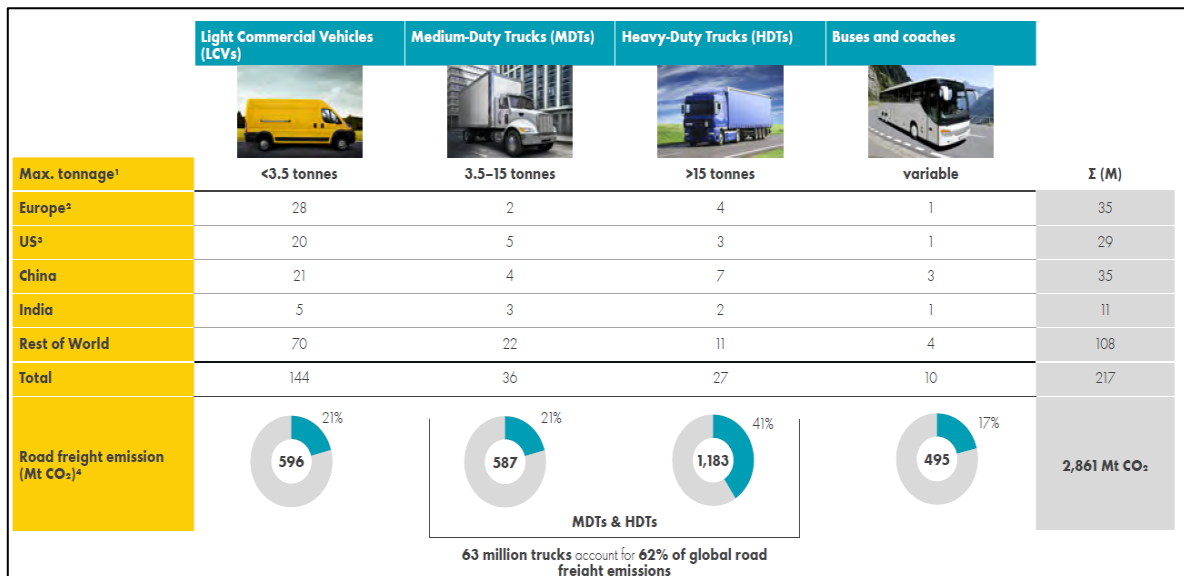 Light Commercial Vehicles (LCVs) Medium-Duty Trucks (MDTs) Heavy-Duty Trucks (HDTs) Buses and coaches
Max. tonnage¹ <3.5 tonnes 3.5–15 tonnes >15 tonnes variable Σ (M)
Europe² 28 2 4 1 35
US³ 20 5 3 1 29
China 21 4 7 3 35
India 5 3 2 1 11
Rest of World 70 22 11 4 108
Total 144 36 27 10 217
21% 21% 41% 17%
Road freight emission (Mt CO₂)⁴ 596 587 1,183 495 2,861 Mt CO₂
MDTs & HDTs
63 million trucks account for 62% of global road
freight emissions